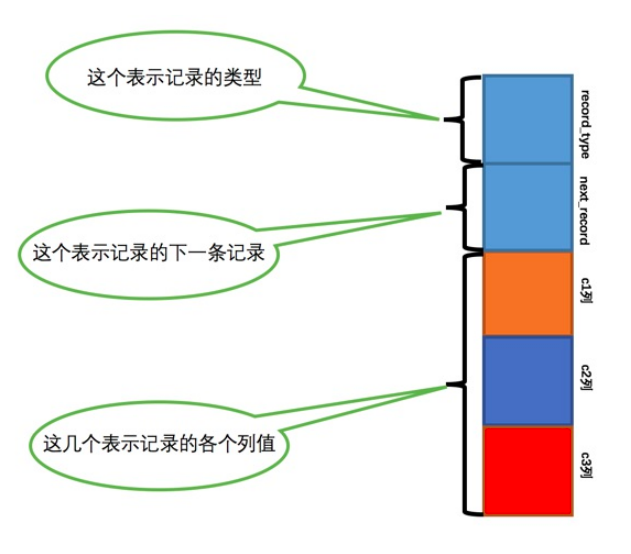 这个表示记录的类型
record_type
next_record
这个表示记录的下一条记录
c1列
c2列
这几个表示记录的各个列值
c3列